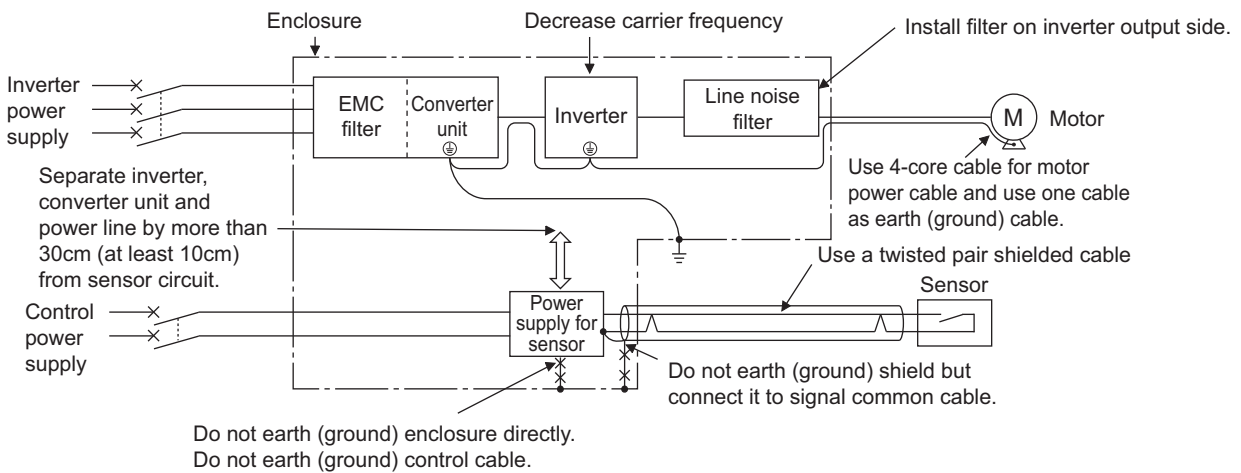 Enclosure
Decrease carrier frequency
Install filter on inverter output side.
Inverter
power
supply
EMC
filter
Converter
unit
Inverter
Line noise
filter
M
Motor
Use 4-core cable for motor
power cable and use one cable
as earth (ground) cable.
Separate inverter,
converter unit and
power line by more than
30cm (at least 10cm)
from sensor circuit.
Use a twisted pair shielded cable
Sensor
Control
power
supply
Power
supply for
sensor
Do not earth (ground) shield but
connect it to signal common cable.
Do not earth (ground) enclosure directly.
Do not earth (ground) control cable.